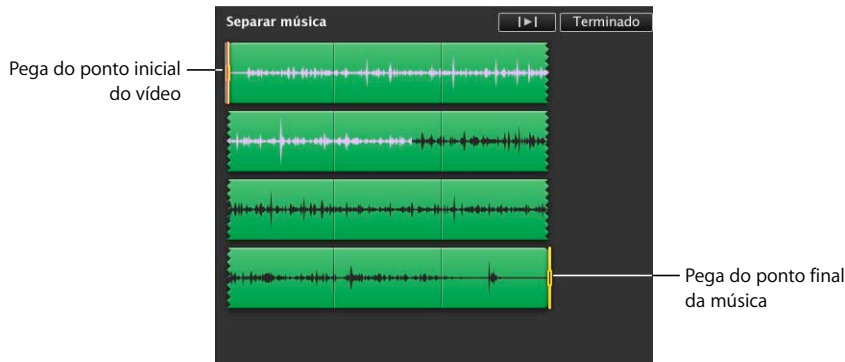 Separar música
Terminado
Pega do ponto inicial
do vídeo
Pega do ponto final
da música